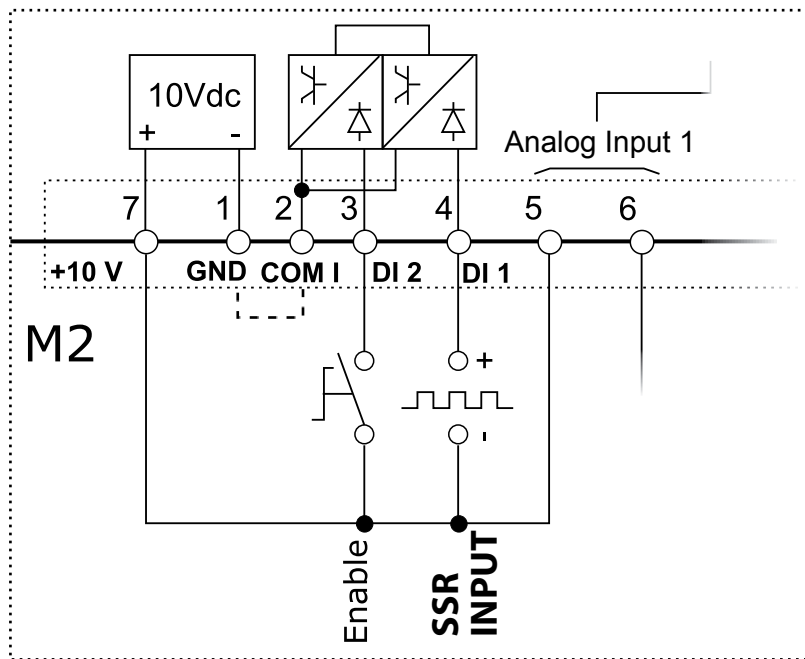 10Vdc
+ -
Analog Input 1
7 1 2 3 4 5 6
+10 V GND COM I DI 2 DI 1
M2
+
-
Enable
SSR
INPUT